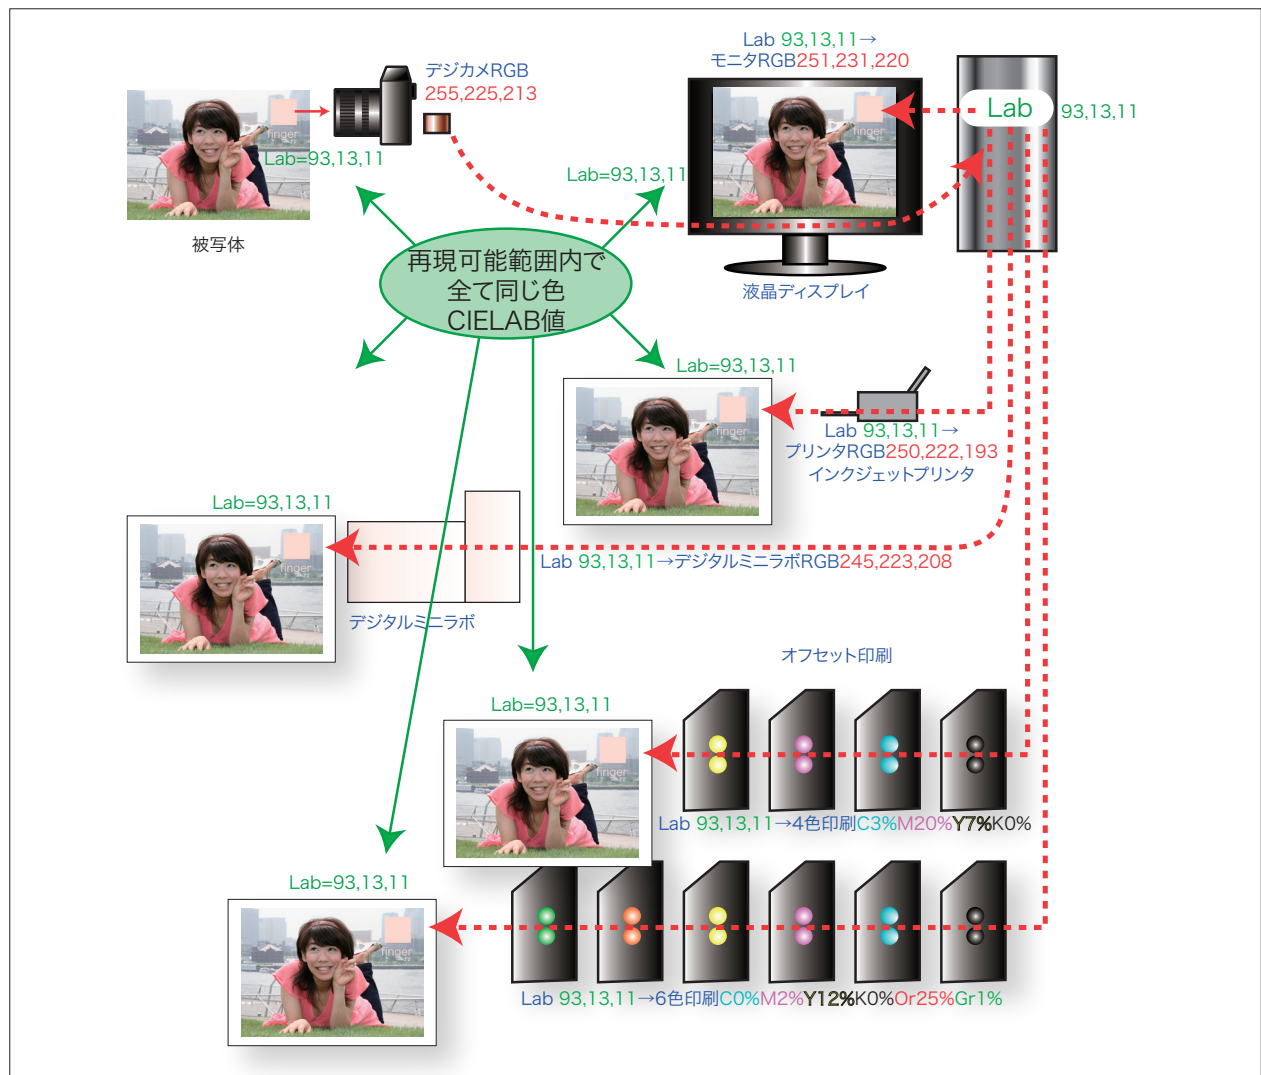 Lab 93,13,11→
モニタRGB251,231,220
デジカメRGB
255,225,213
Lab
93,13,11
finger
Lab=93,13,11
Lab=93,13,11
被写体
再現可能範囲内で
全て同じ色
CIELAB値
液晶ディスプレイ
Lab=93,13,11
finger
Lab 93,13,11→
プリンタRGB250,222,193
インクジェットプリンタ
Lab=93,13,11
finger
Lab 93,13,11→デジタルミニラボRGB245,223,208
デジタルミニラボ
オフセット印刷
Lab=93,13,11
finger
Lab 93,13,11→4色印刷C3%M20%Y7%K0%
Lab=93,13,11
finger
Lab 93,13,11→6色印刷C0%M2%Y12%K0%Or25%Gr1%